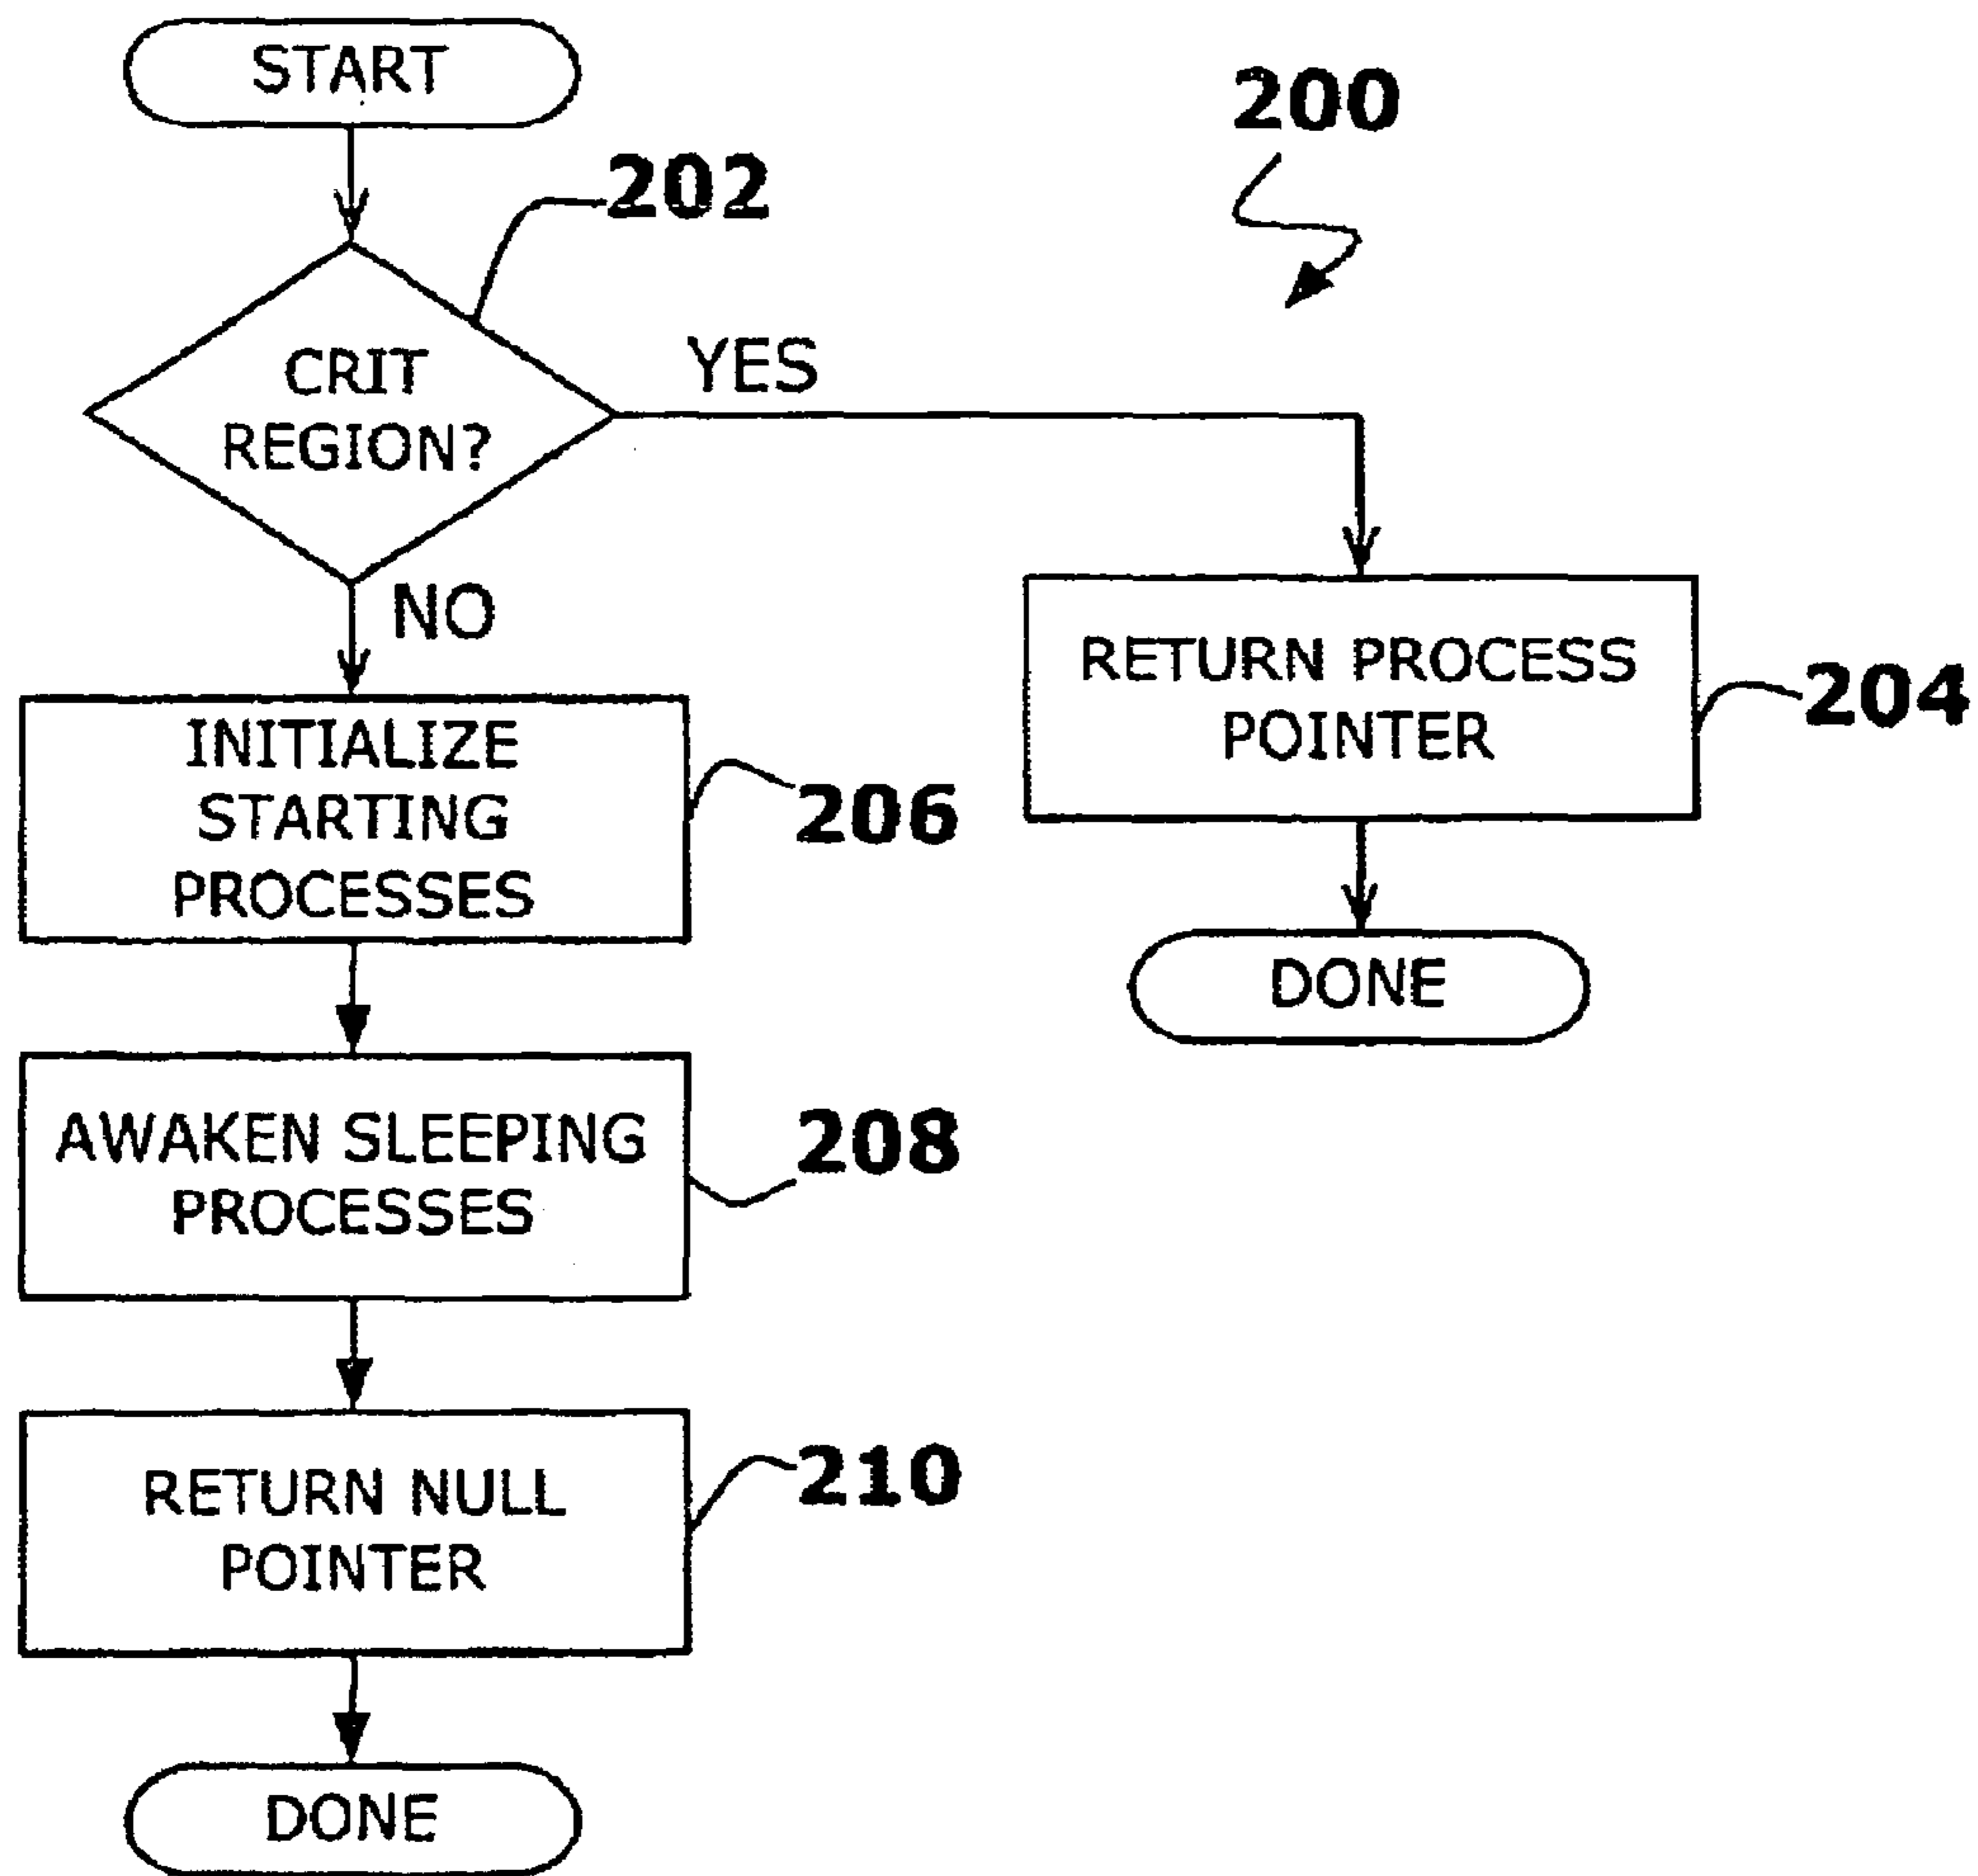 START
200
202
CRIT
REGION?
YES
NO
RETURN PROCESS
POINTER
204
INITIALIZE
STARTING
PROCESSES
206
DONE
AWAKEN SLEEPING
PROCESSES
208
RETURN NULL
POINTER
210
DONE